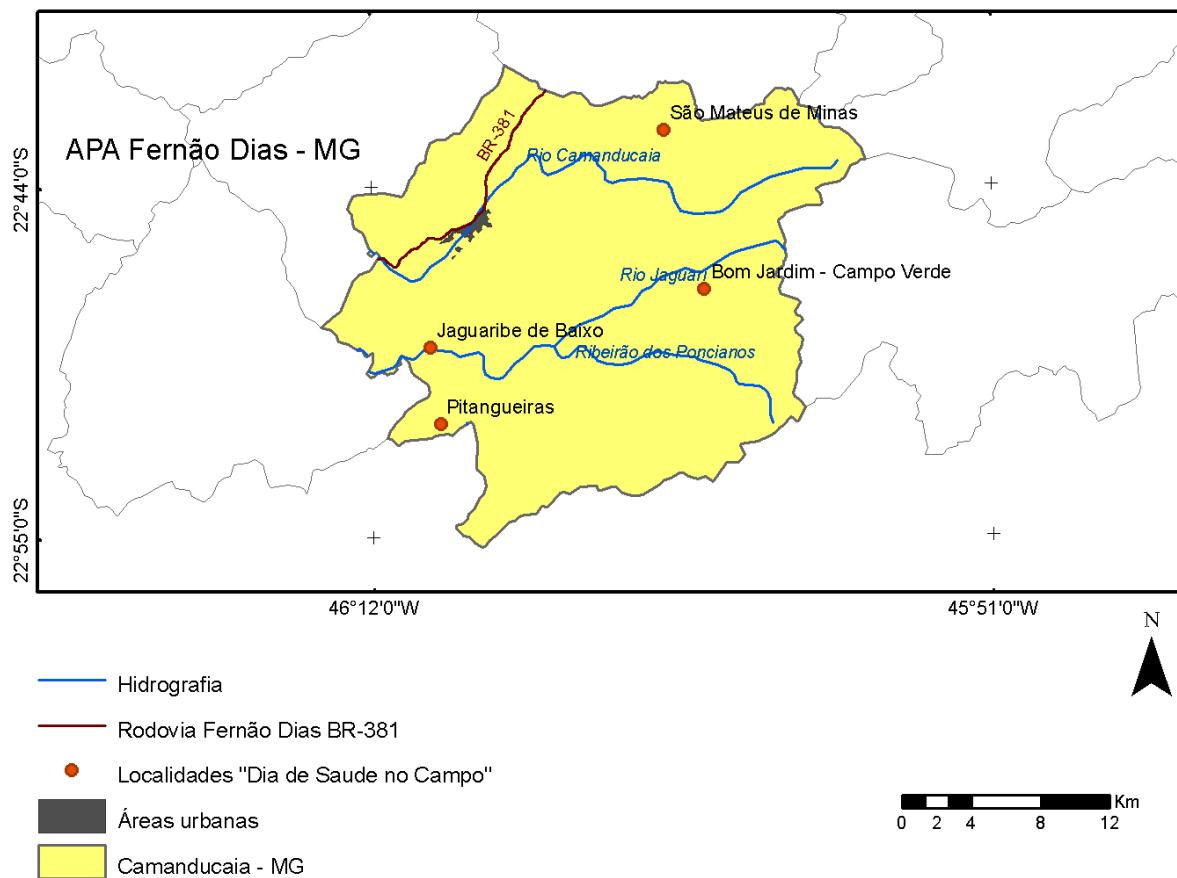 São Mateus de Minas
BR-381
APA Fernão Dias - MG
Rio Camanducaia
22°44'0"S
Rio Jaguari
Bom Jardim - Campo Verde
Jaguaribe de Baixo
Ribeirão dos Poncianos
Pitangueiras
22°55'0"S
46°12'0"W
45°51'0"W
N
Hidrografia
Rodovia Fernão Dias BR-381
Localidades "Dia de Saude no Campo"
Km
0 2 4 8 12
Áreas urbanas
Camanducaia - MG